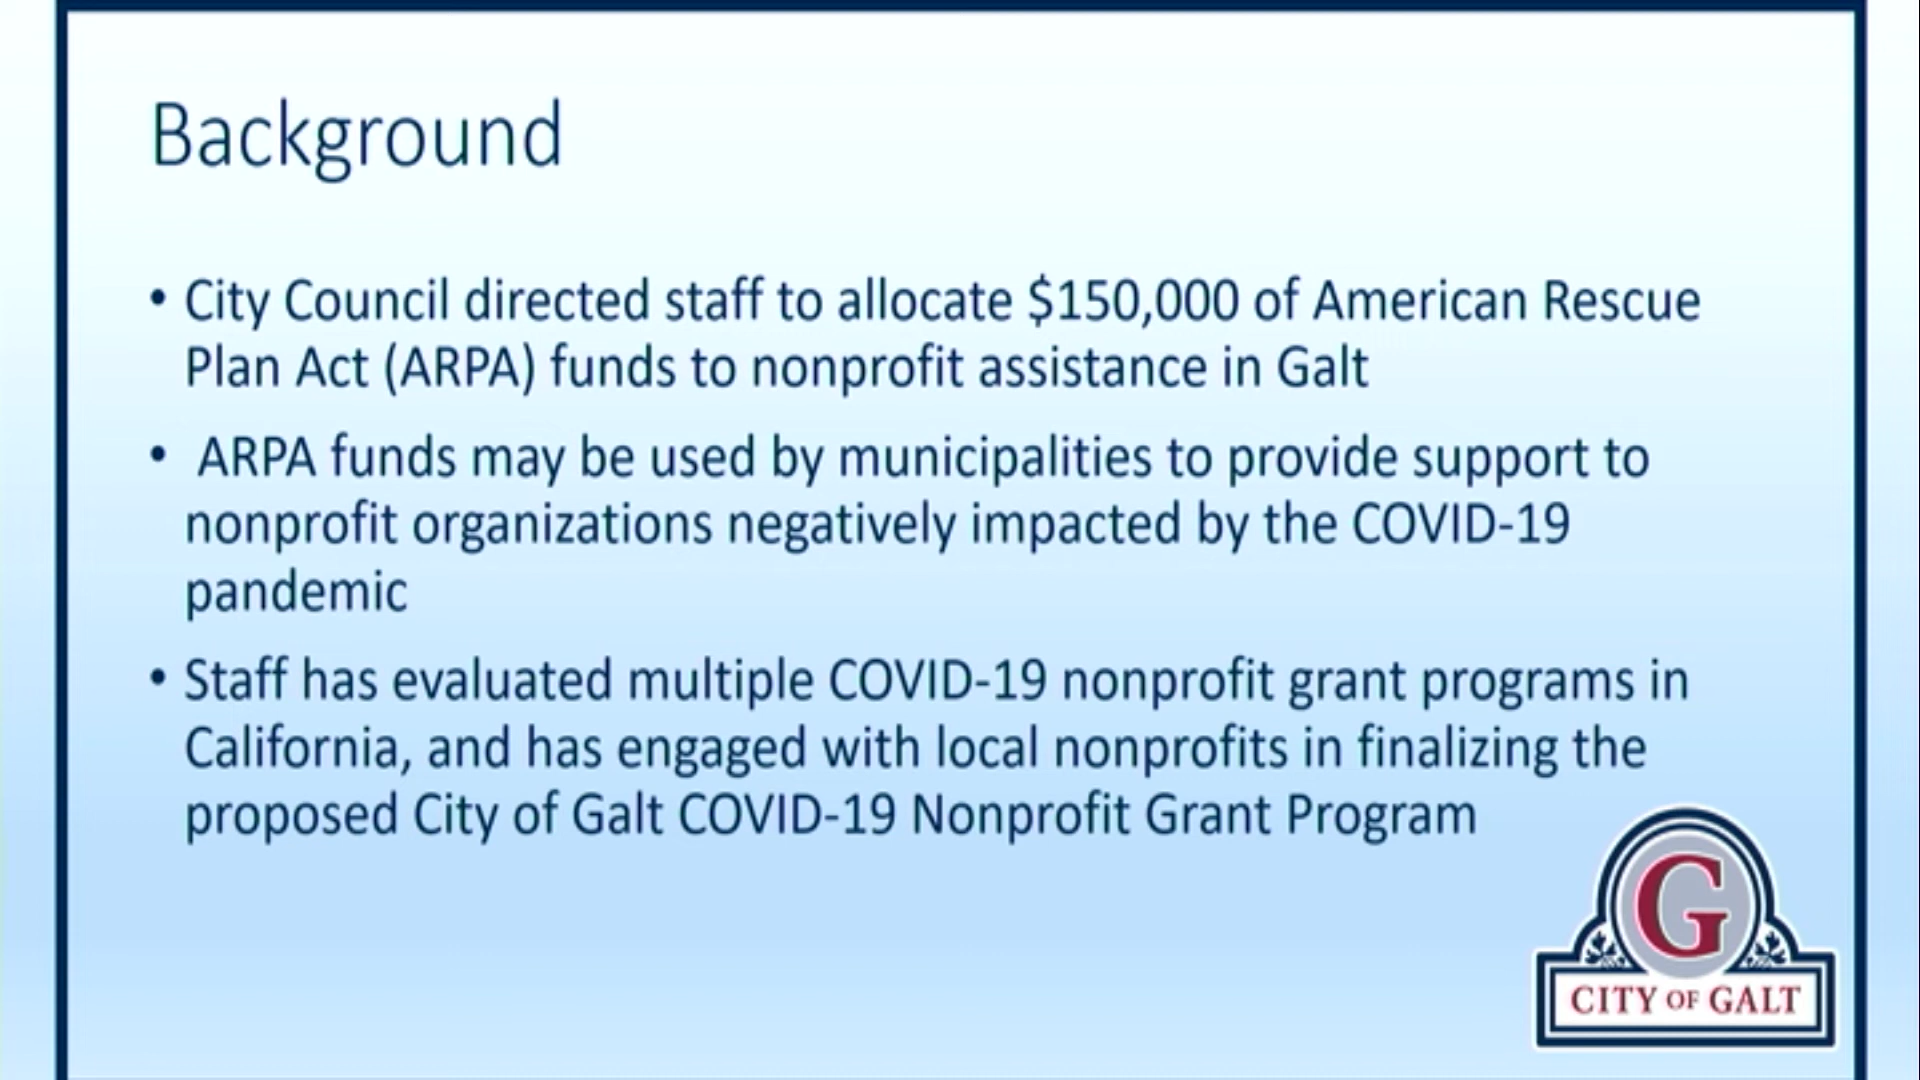 Background
• City Council directed staff to allocate $150,000 of American Rescue
Plan Act (ARPA) funds to nonprofit assistance in Galt
• ARPA funds may be used by municipalities to provide support to
nonprofit organizations negatively impacted by the COVID-19
pandemic
• Staff has evaluated multiple COVID-19 nonprofit grant programs in
California, and has engaged with local nonprofits in finalizing the
proposed City of Galt COVID-19 Nonprofit Grant Program
G
CITY OF GALT